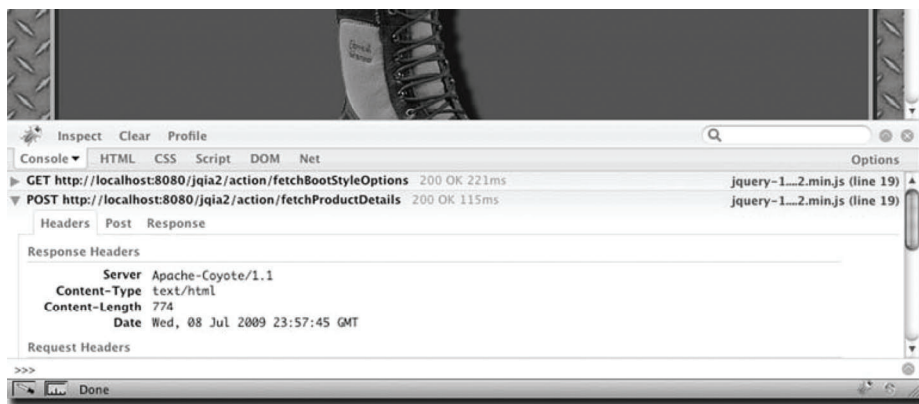 Inspect Clear Profile
Console HTML CSS Script DOM Net Options
GET http://localhost:8080/jqia2/action/fetchBootStyleOptions 200 OK 221ms jquery-1....2.min.js (line 19)
POST http://localhost:8080/jqia2/action/fetchProductDetails 200 OK 115ms jquery-1....2.min.js (line 19)
Headers Post Response
Response Headers
Server Apache-Coyote/1.1
Content-Type text/html
Content-Length 774
Date Wed, 08 Jul 2009 23:57:45 GMT
Request Headers
>>>
Done